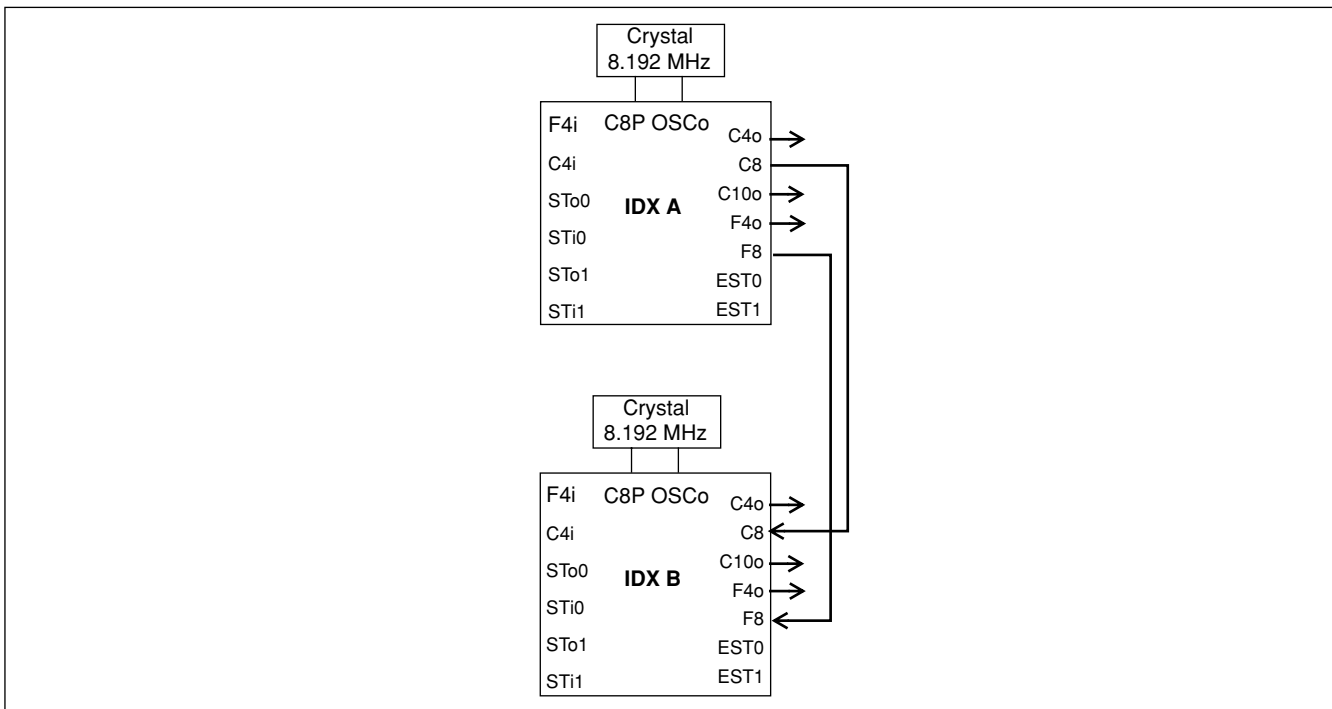 Crystal
8.192 MHz
F4i
C8P OSCo
C4o
C4i
C8
STo0
IDX A
C10o
STi0
F4o
STo1
F8
EST0
STi1
EST1
Crystal
8.192 MHz
F4i
C8P OSCo
C4o
C4i
C8
STo0
IDX B
C10o
STi0
F4o
STo1
F8
EST0
STi1
EST1